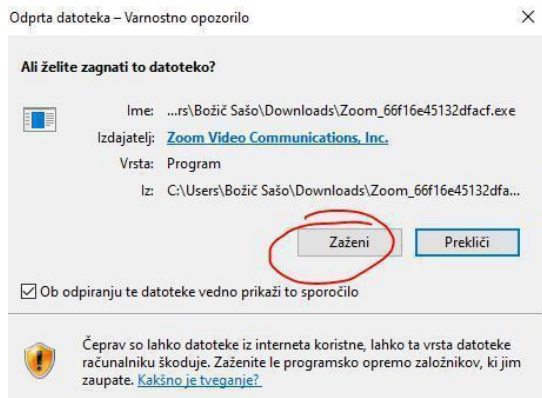 Odprta datoteka – Varnostno opozorilo
Ali želite zagnati to datoteko?
Ime: ...rs\Božič Sašo\Downloads\Zoom_66f16e45132dfacf.exe
Izdajatelj: Zoom Video Communications, Inc.
Vrsta: Program
Iz: C:\Users\Božič Sašo\Downloads\Zoom_66f16e45132dfa...
Zaženi Prekliči
Ob odpiranju te datoteke vedno prikaži to sporočilo
Čeprav so lahko datoteke iz interneta koristne, lahko ta vrsta datoteke
računalniku škoduje. Zaženite le programsko opremo založnikov, ki jim
zaupate. Kakšno je tveganje?